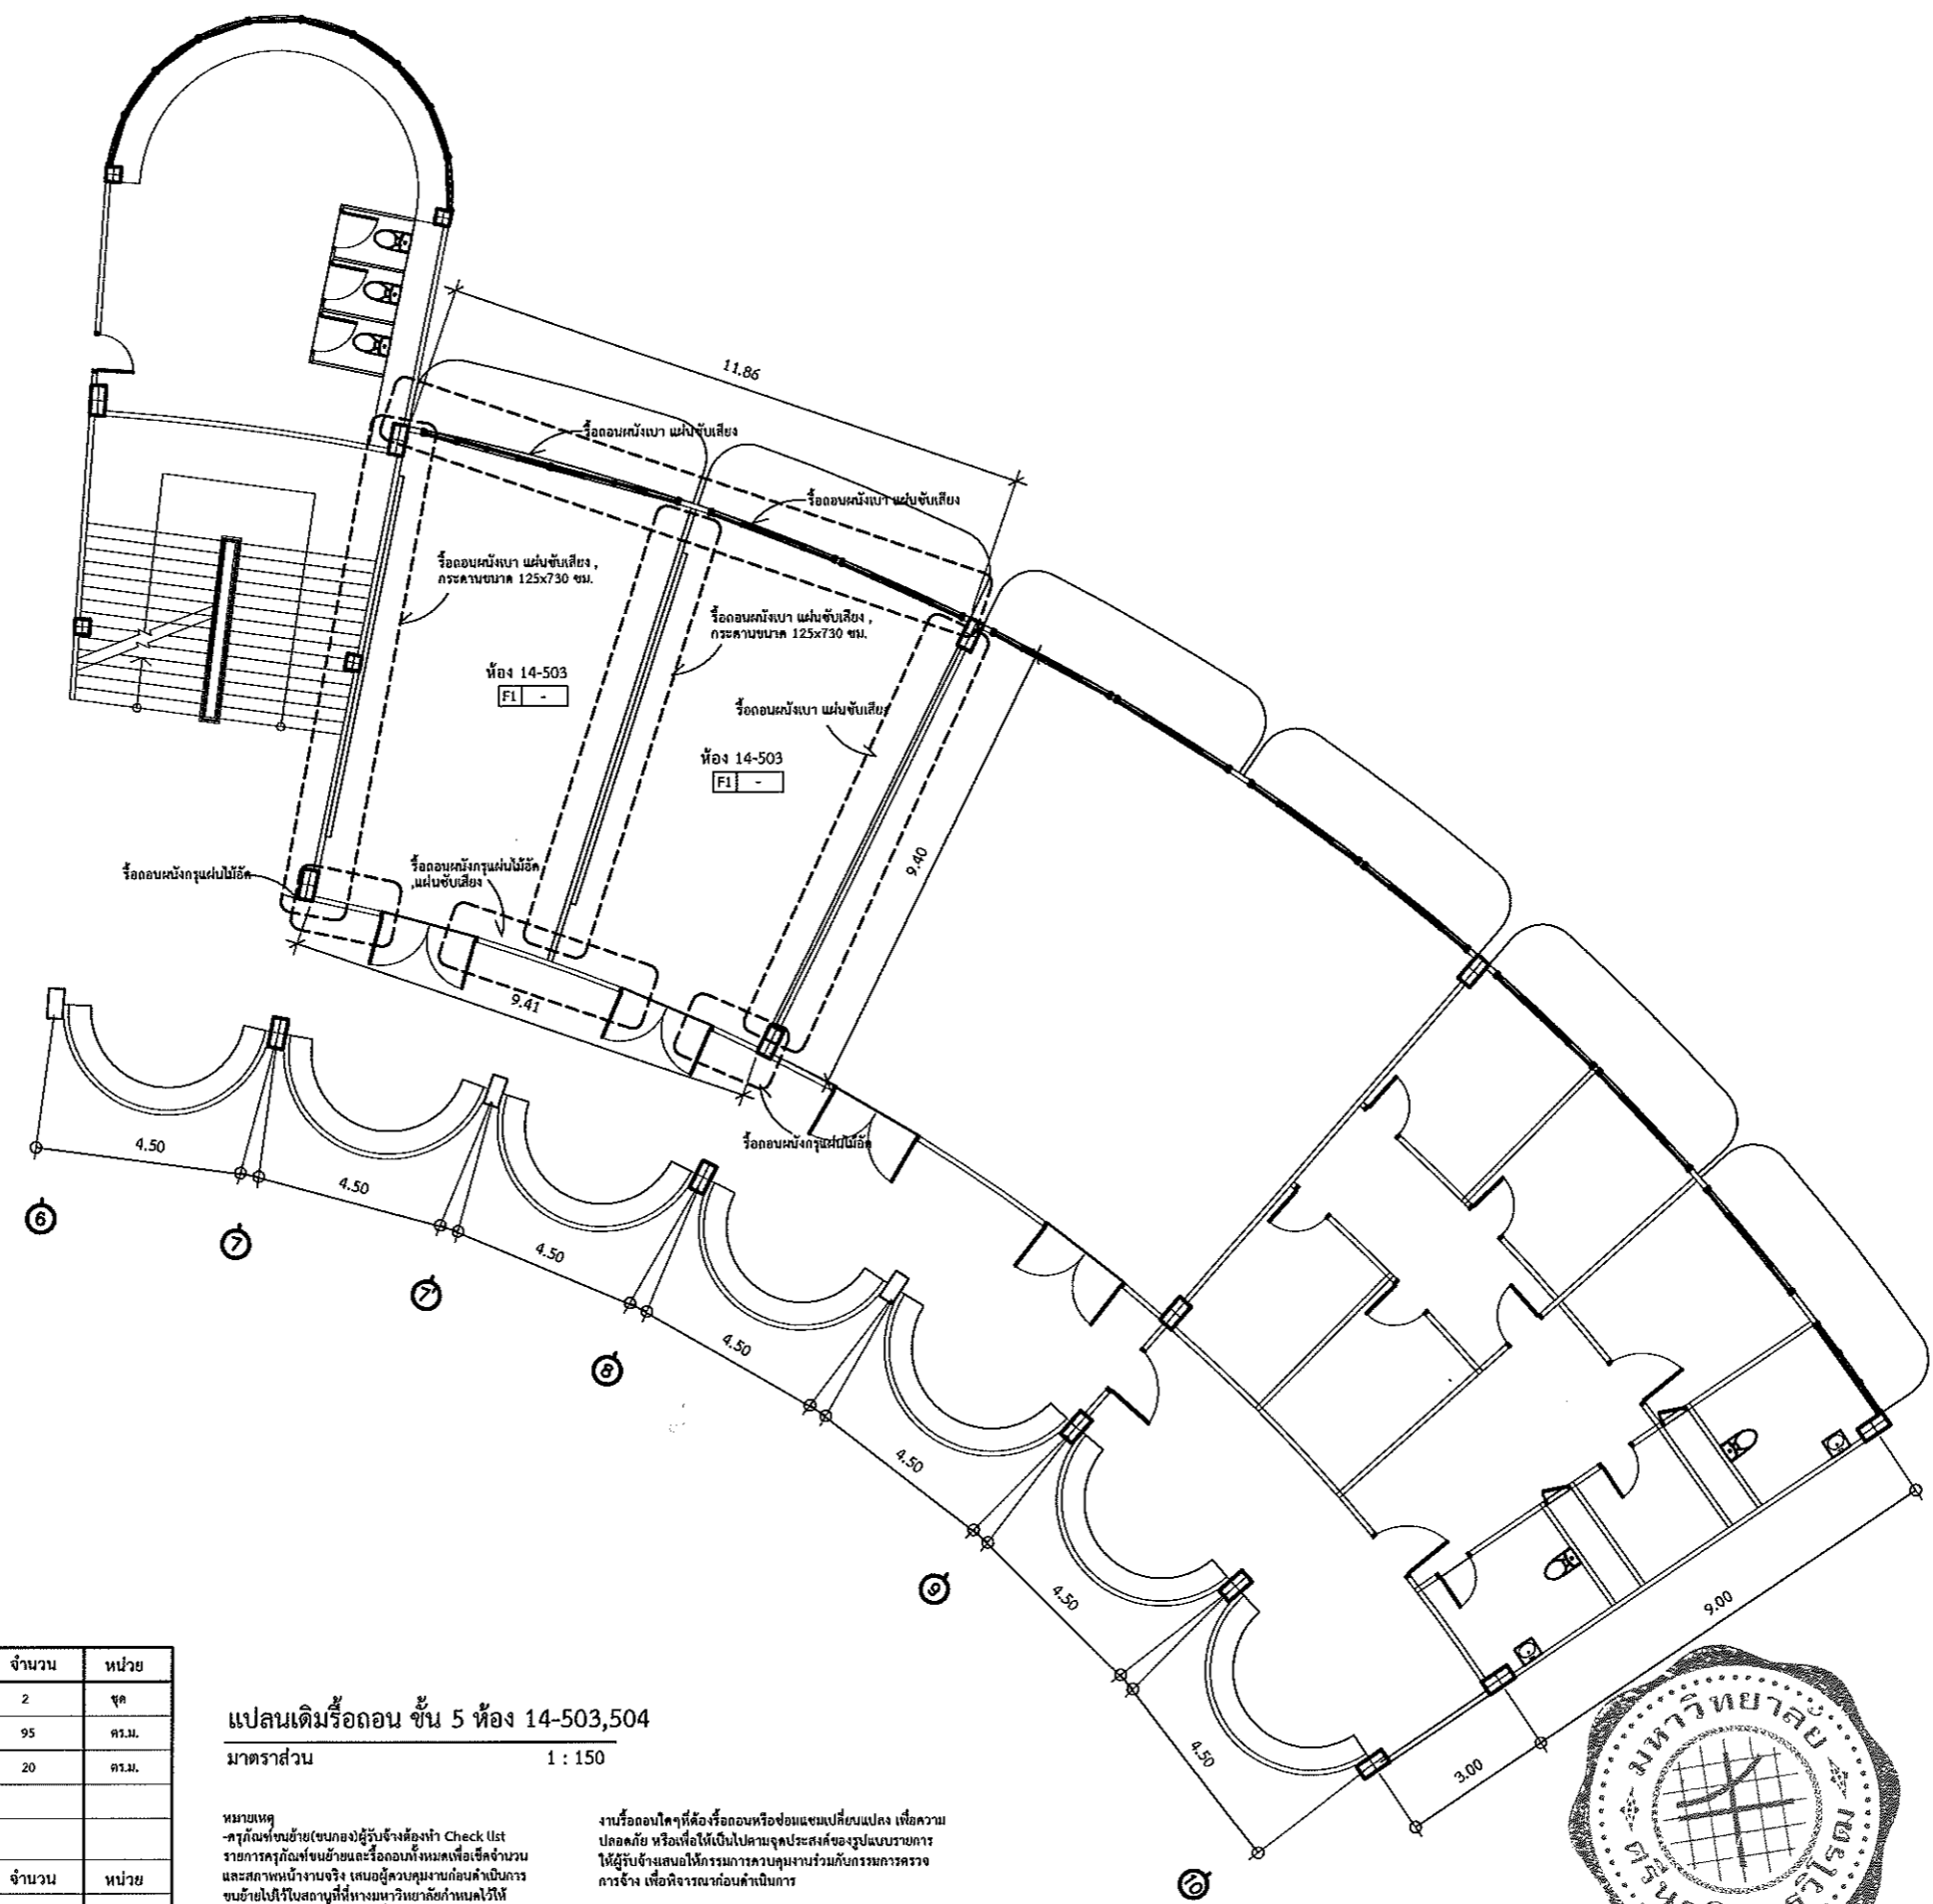 11.86
รื้อถอนผนังเบา แผ่นซับเสียง
รื้อถอนผนังเบา แผ่นซับเสียง
รื้อถอนผนังเบา แผ่นซับเสียง ,
กระดานขนาด 125x730 ซม.
รื้อถอนผนังเบา แผ่นซับเสียง ,
กระดานขนาด 125x730 ซม.
ห้อง 14-503
F1 -
รื้อถอนผนังเบา แผ่นซับเสียง
ห้อง 14-503
F1 -
9.40
รื้อถอนผนังกรุแผ่นไม้อัด
รื้อถอนผนังกรุแผ่นไม้อัด
,แผ่นซับเสียง
9.41
รื้อถอนผนังกรุแผ่นไม้อัด
4.50
4.50
4.50
4.50
4.50
4.50
4.50
6
7
7'
8
9
10
9.00
3.00
จำนวน หน่วย
2 ชุด
95 ตร.ม.
20 ตร.ม.
จำนวน หน่วย
แปลนเดิมรื้อถอน ชั้น 5 ห้อง 14-503,504
มาตราส่วน 1 : 150
หมายเหตุ
-ครุภัณฑ์ขนย้าย(ขนกอง)ผู้รับจ้างต้องทำ Check list
รายการครุภัณฑ์ขนย้ายและรื้อถอนทั้งหมดเพื่อเช็คจำนวน
และสภาพหน้างานจริง เสนอผู้ควบคุมงานก่อนดำเนินการ
ขนย้ายไปไว้ในสถานที่ที่ทางมหาวิทยาลัยกำหนดไว้ให้
งานรื้อถอนใดๆที่ต้องรื้อถอนหรือซ่อมแซมเปลี่ยนแปลง เพื่อความ
ปลอดภัย หรือเพื่อให้เป็นไปตามจุดประสงค์ของรูปแบบรายการ
ให้ผู้รับจ้างเสนอให้กรรมการควบคุมงานร่วมกับกรรมการตรวจ
การจ้าง เพื่อพิจารณาก่อนดำเนินการ
มหาวิทยาลัย